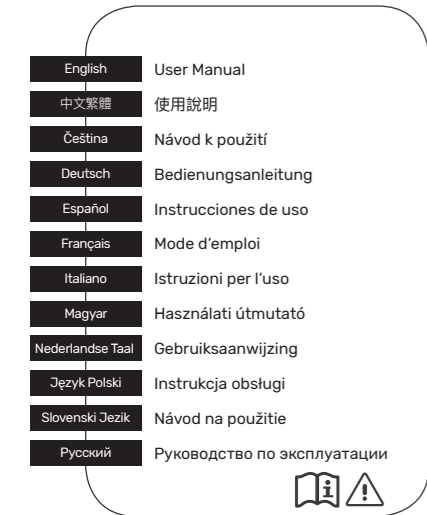 English User Manual
中文繁體 使用說明
Čeština Návod k použití
Deutsch Bedienungsanleitung
Español Instrucciones de uso
Français Mode d'emploi
Italiano Istruzioni per l'uso
Magyar Használati útmutató
Nederlandse Taal Gebruiksaanwijzing
Język Polski Instrukcja obsługi
Slovenski Jezik Návod na použitie
Русский Руководство по эксплуатации